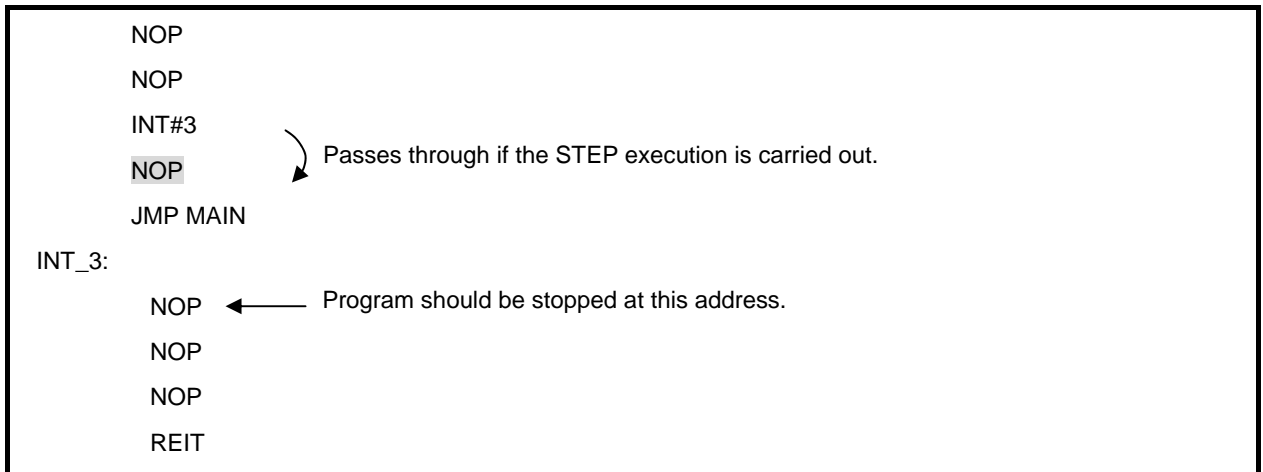 NOP
NOP
INT#3
Passes through if the STEP execution is carried out.
NOP
JMP MAIN
INT_3:
NOP
Program should be stopped at this address.
NOP
NOP
REIT